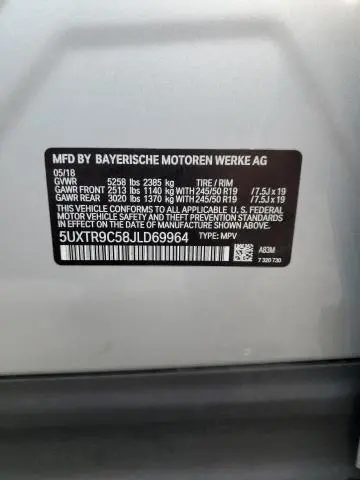 MFD BY BAYERISCHE MOTOREN WERKE AG
05/18
GVWR 5258 lbs 2385 kg TIRE / RIM
GAWR FRONT 2513 lbs 1140 kg WITH 245/50 R19 /7.5J x 19
GAWR REAR 3020 lbs 1370 kg WITH 245/50 R19 /7.5J x 19
THIS VEHICLE CONFORMS TO ALL APPLICABLE U. S. FEDERAL
MOTOR VEHICLE SAFETY, BUMPER, AND THEFT PREVENTION STANDARDS
IN EFFECT ON THE DATE OF MANUFACTURE SHOWN ABOVE.
5UXTR9C58JLD69964 TYPE: MPV
A83M
7 320 730